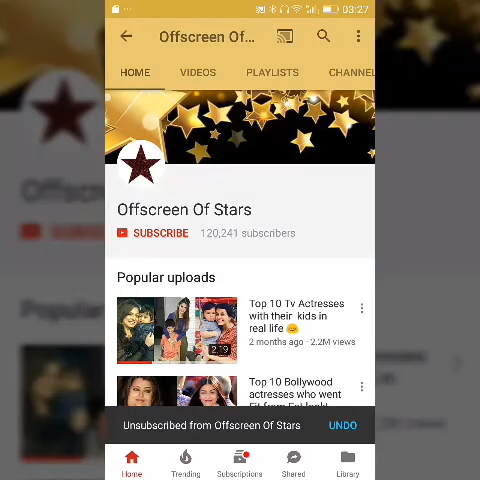 03:27
Offscreen Of...
HOME VIDEOS PLAYLISTS CHANNEL
Offscreen Of Stars
SUBSCRIBE 120,241 subscribers
Popular uploads
Top 10 Tv Actresses
with their kids in
real life 😊
2 months ago · 2.2M views
2:19
Top 10 Bollywood
actresses who went
Unsubscribed from Offscreen Of Stars UNDO
Home Trending Subscriptions Shared Library